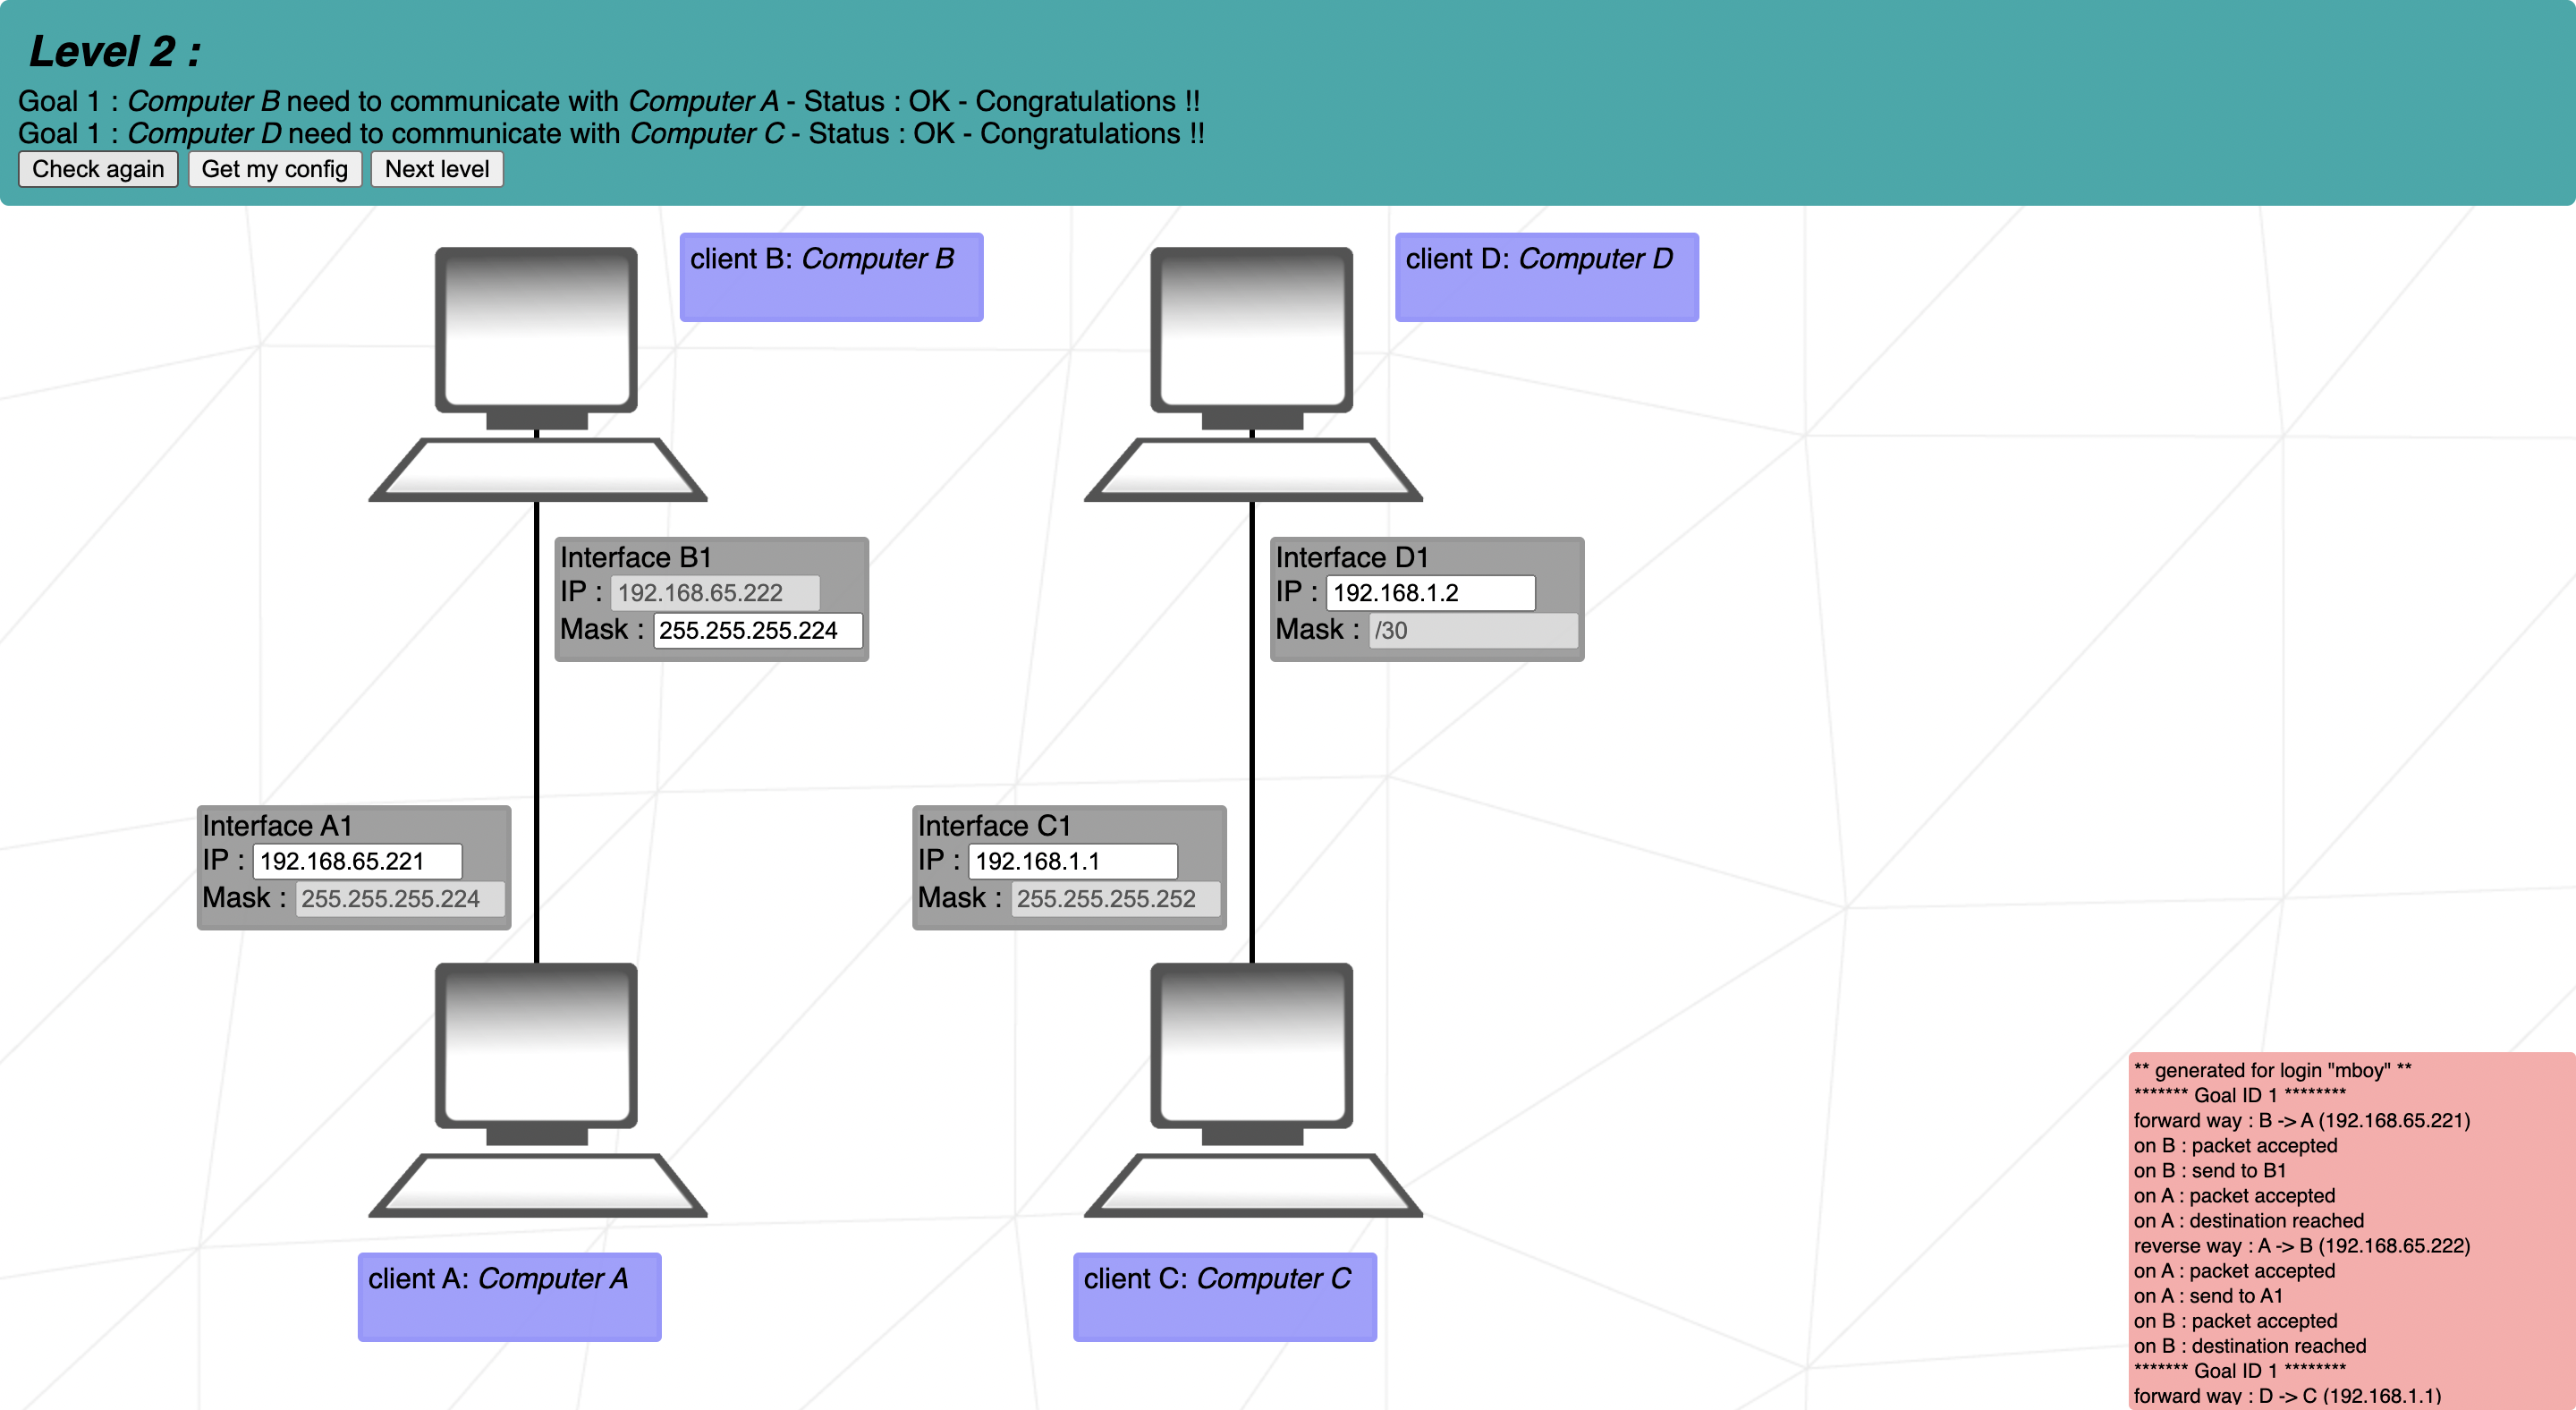 Level 2 :
Goal 1 : Computer B need to communicate with Computer A - Status : OK - Congratulations !!
Goal 1 : Computer D need to communicate with Computer C - Status : OK - Congratulations !!
Check again Get my config Next level
client B: Computer B
client D: Computer D
Interface B1
IP : 192.168.65.222
Mask : 255.255.255.224
Interface D1
IP : 192.168.1.2
Mask : /30
Interface A1
IP : 192.168.65.221
Mask : 255.255.255.224
Interface C1
IP : 192.168.1.1
Mask : 255.255.255.252
client A: Computer A
client C: Computer C
** generated for login "mboy" **
******* Goal ID 1 ********
forward way : B -> A (192.168.65.221)
on B : packet accepted
on B : send to B1
on A : packet accepted
on A : destination reached
reverse way : A -> B (192.168.65.222)
on A : packet accepted
on A : send to A1
on B : packet accepted
on B : destination reached
******* Goal ID 1 ********
forward way : D -> C (192.168.1.1)